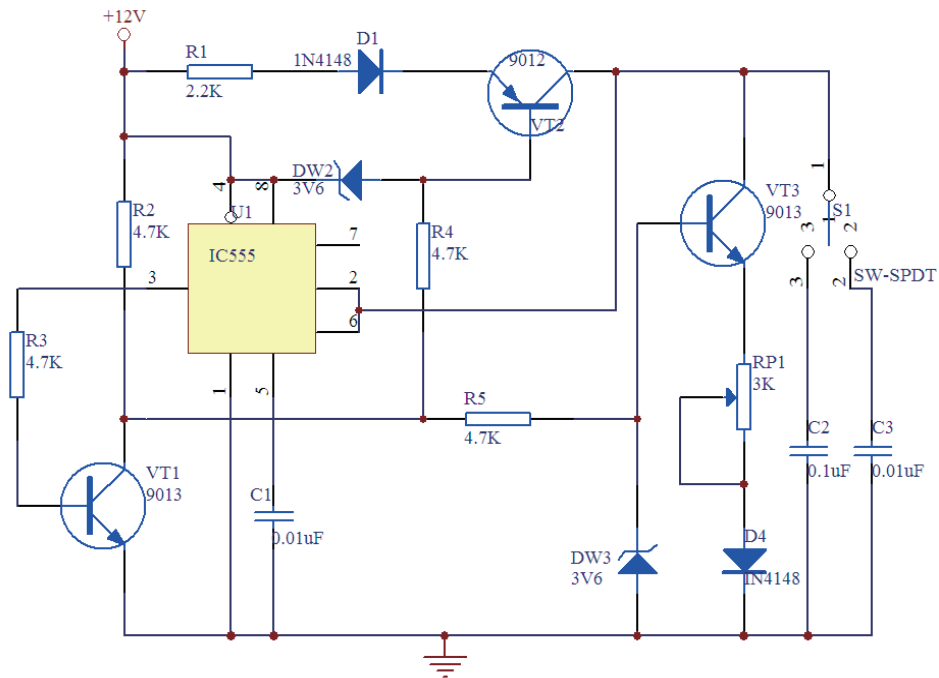 +12V
R1
2.2K
D1
1N4148
9012
VT2
DW2
3V6
4
8
U1
IC555
7
2
6
3
1
5
R2
4.7K
R4
4.7K
R3
4.7K
VT3
9013
1
S1
1
3
2
SW-SPDT
3
2
RP1
3K
R5
4.7K
C2
0.1uF
C3
0.01uF
VT1
9013
C1
0.01uF
DW3
3V6
D4
1N4148